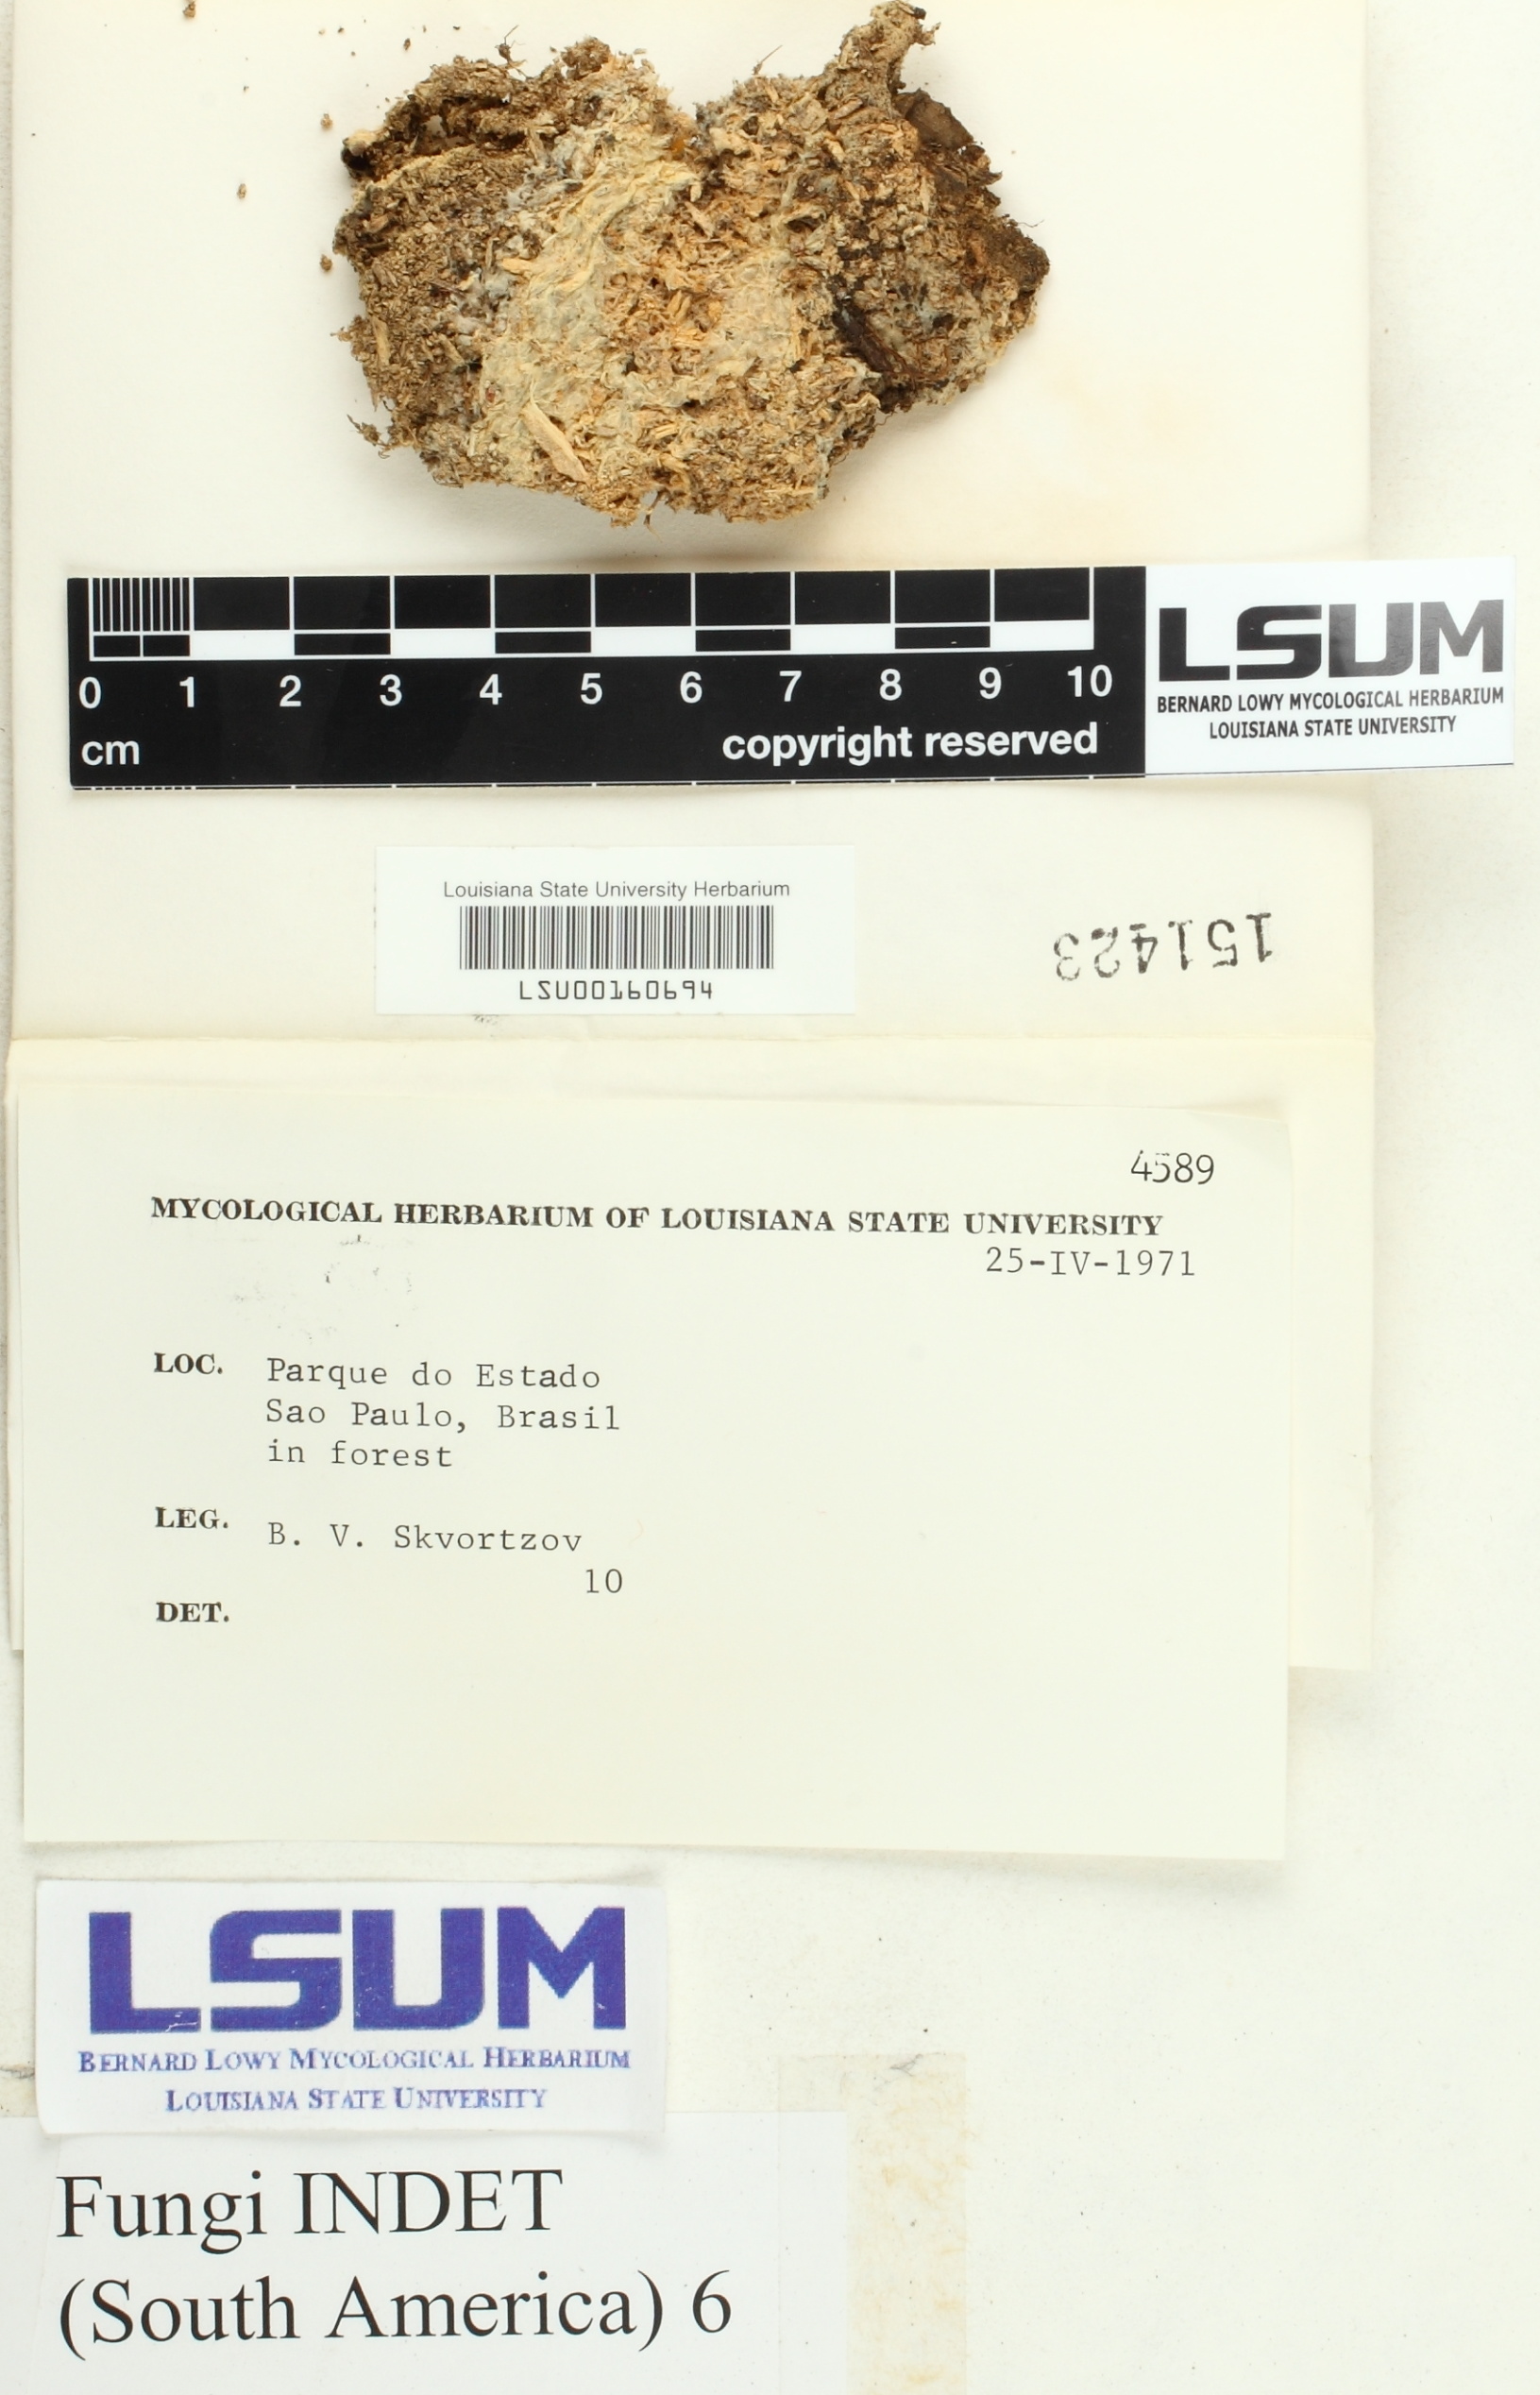 0 1 2 3 4 5 6 7 8 9 10
cm
copyright reserved
LSUM
BERNARD LOWY MYCOLOGICAL HERBARIUM
LOUISIANA STATE UNIVERSITY
Louisiana State University Herbarium
LSU00160694
151423
4589
MYCOLOGICAL HERBARIUM OF LOUISIANA STATE UNIVERSITY
25-IV-1971
LOC. Parque do Estado
Sao Paulo, Brasil
in forest
LEG. B. V. Skvortzov
10
DET.
LSUM
BERNARD LOWY MYCOLOGICAL HERBARIUM
LOUISIANA STATE UNIVERSITY
Fungi INDET
(South America) 6